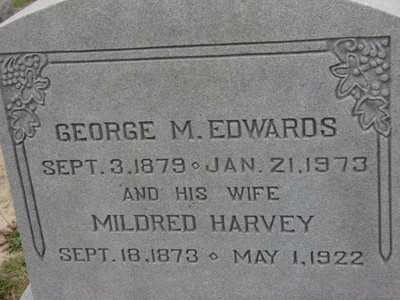 GEORGE M. EDWARDS
SEPT. 3, 1879 ⋄ JAN. 21, 1973
AND HIS WIFE
MILDRED HARVEY
SEPT. 18, 1873 ⋄ MAY 1, 1922